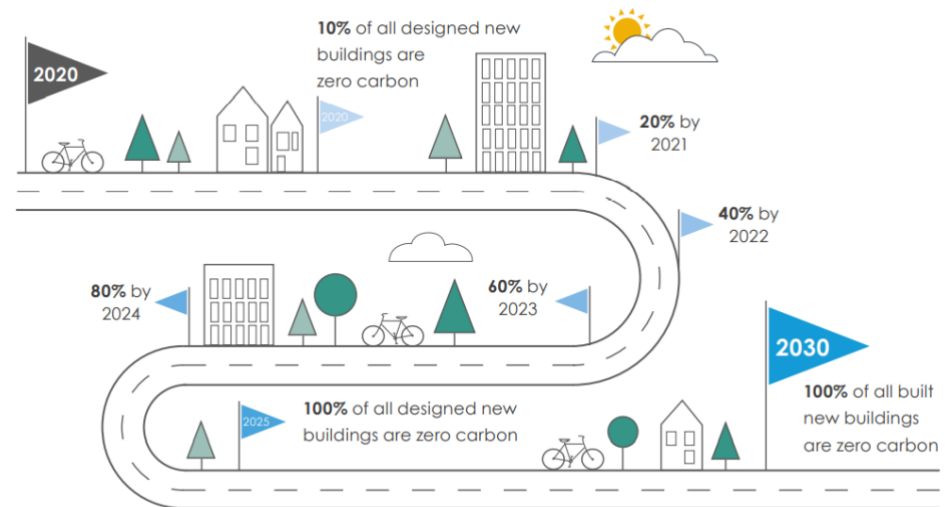 2020
10% of all designed new
buildings are
zero carbon
2020
20% by
2021
40% by
2022
60% by
2023
80% by
2024
2025
100% of all designed new
buildings are zero carbon
2030
100% of all built
new buildings
are zero carbon